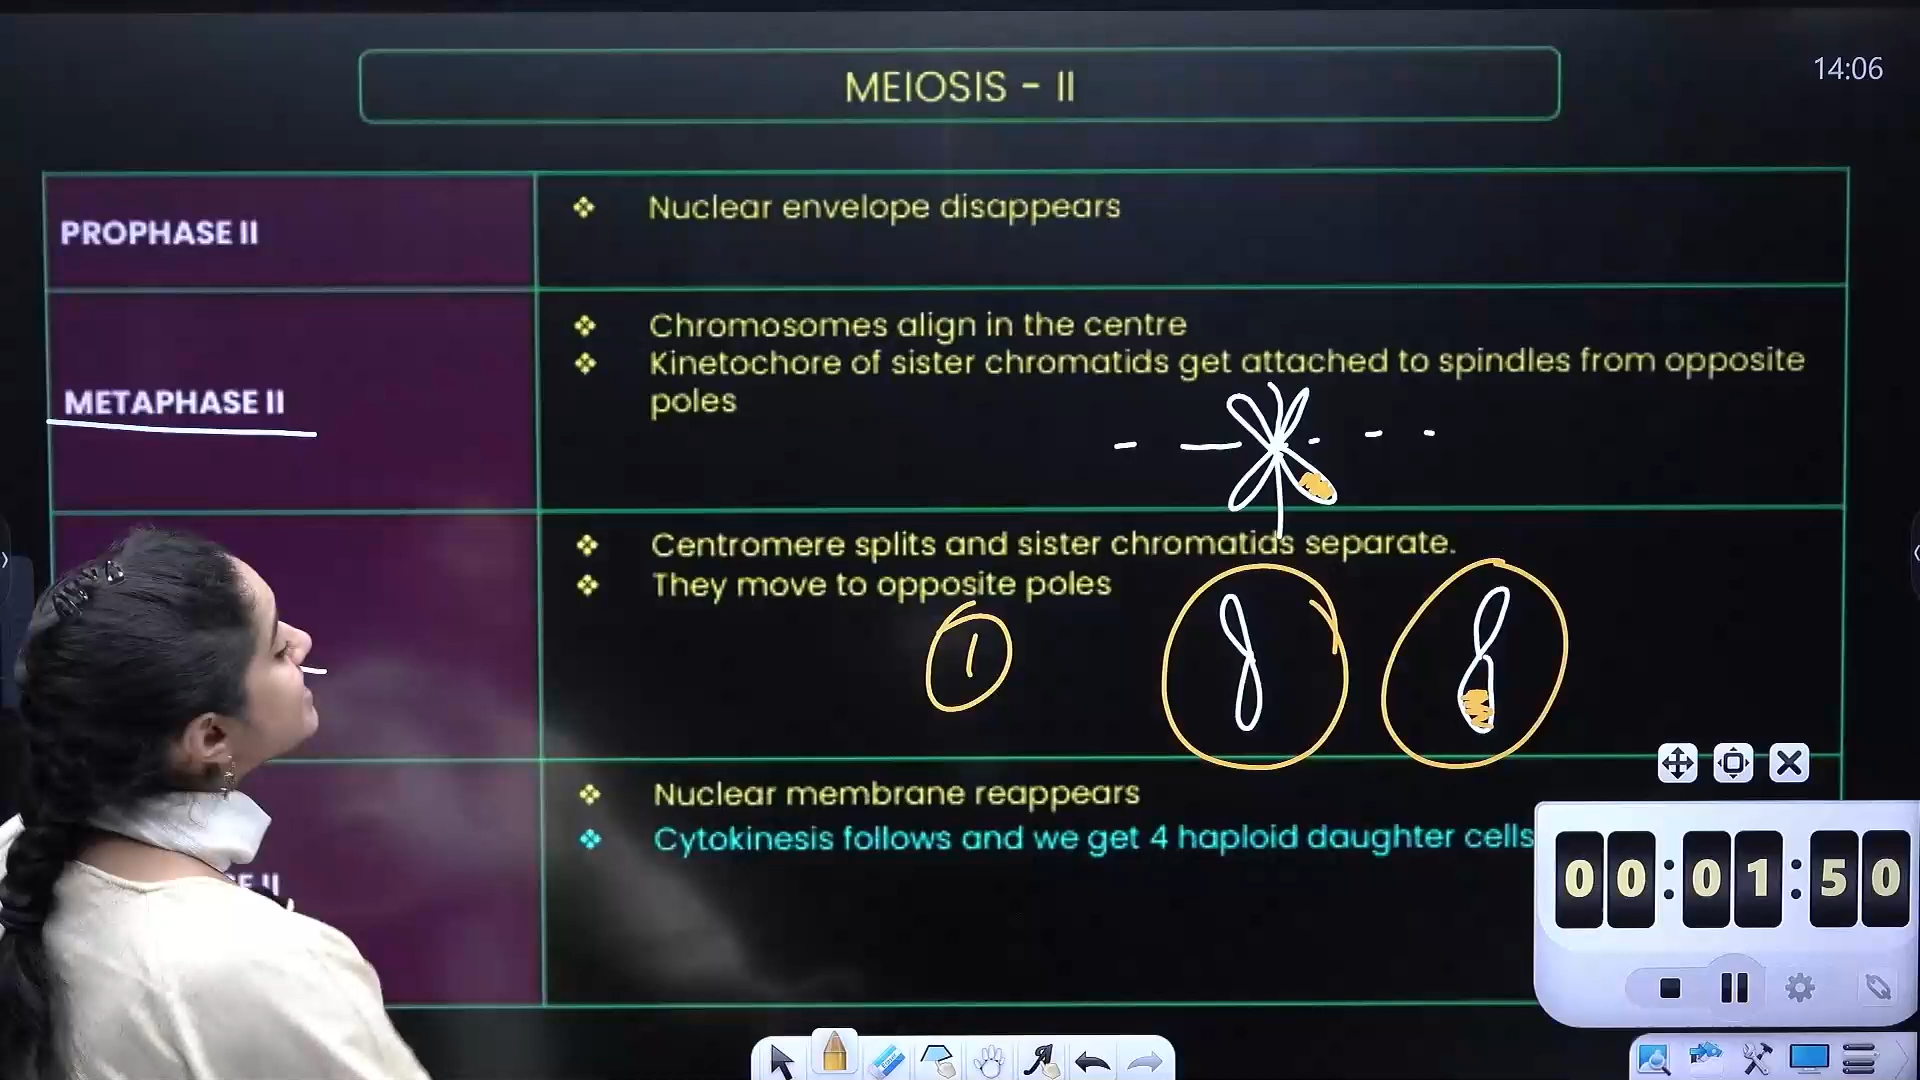 MEIOSIS - II
14:06
PROPHASE II
❖ Nuclear envelope disappears
METAPHASE II
❖ Chromosomes align in the centre
❖ Kinetochore of sister chromatids get attached to spindles from opposite
poles
❖ Centromere splits and sister chromatids separate.
❖ They move to opposite poles
1
❖ Nuclear membrane reappears
❖ Cytokinesis follows and we get 4 haploid daughter cells
II
00:01:50